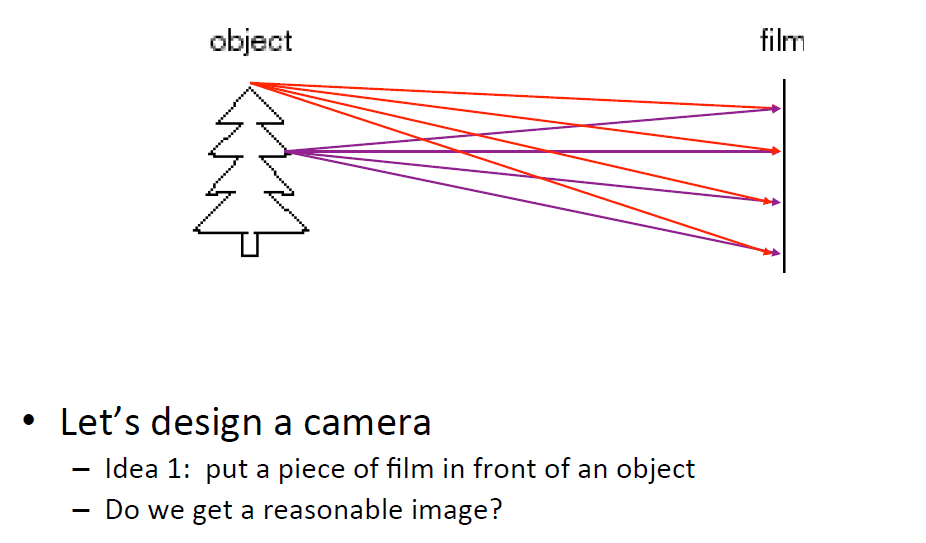 object film
• Let's design a camera
– Idea 1: put a piece of film in front of an object
– Do we get a reasonable image?